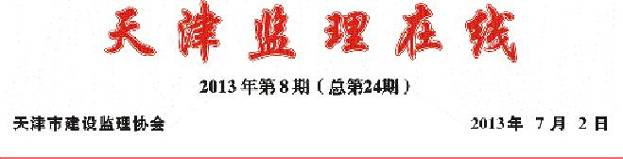 天津监理在线
2013年第8期（总第24期）
天津市建设监理协会 2013年 7 月 2 日